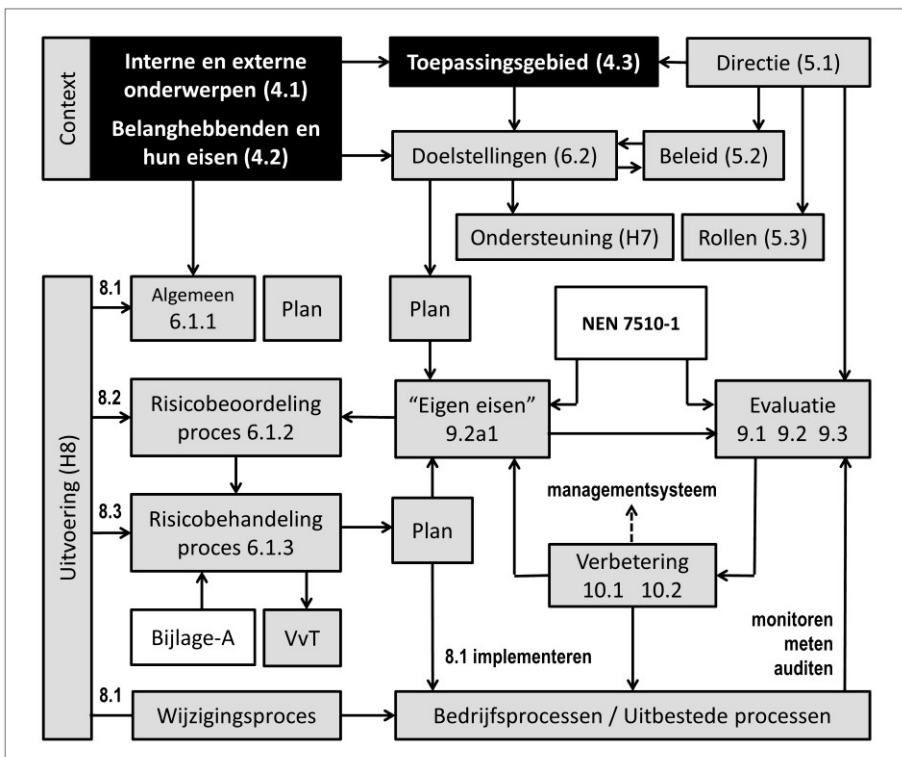 Context
Interne en externe
onderwerpen (4.1)
Belanghebbenden en
hun eisen (4.2)
Toepassingsgebied (4.3)
Directie (5.1)
Doelstellingen (6.2)
Beleid (5.2)
Ondersteuning (H7)
Rollen (5.3)
Uitvoering (H8)
8.1
Algemeen
6.1.1
Plan
Plan
NEN 7510-1
8.2
Risicobeoordeling
proces 6.1.2
“Eigen eisen”
9.2a1
Evaluatie
9.1 9.2 9.3
8.3
Risicobehandeling
proces 6.1.3
Plan
managementsysteem
Verbetering
10.1 10.2
Bijlage-A
VvT
8.1 implementeren
monitoren
meten
auditen
8.1
Wijzigingsproces
Bedrijfsprocessen / Uitbestede processen